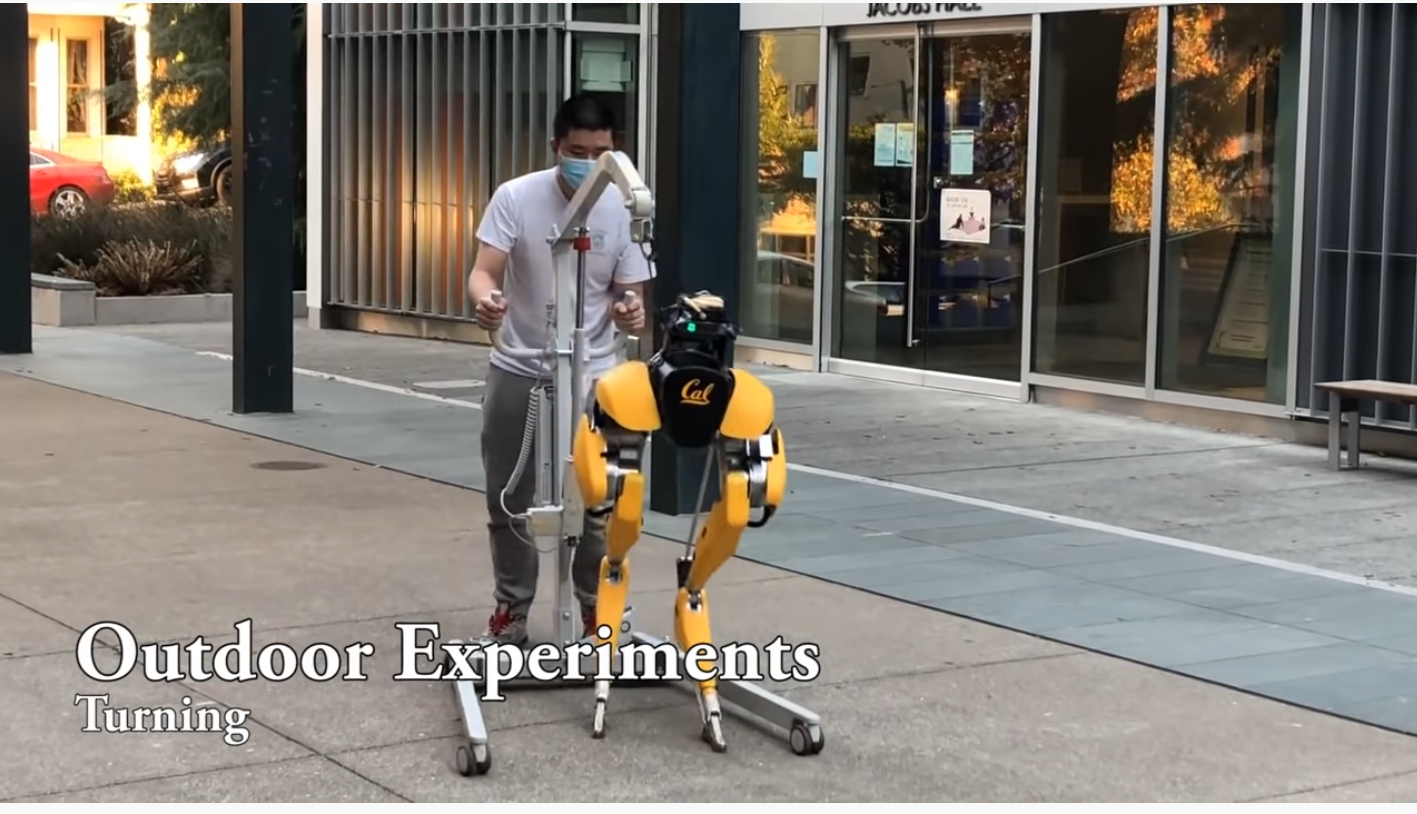 JACOBS HALL
Cal
Outdoor Experiments
Turning